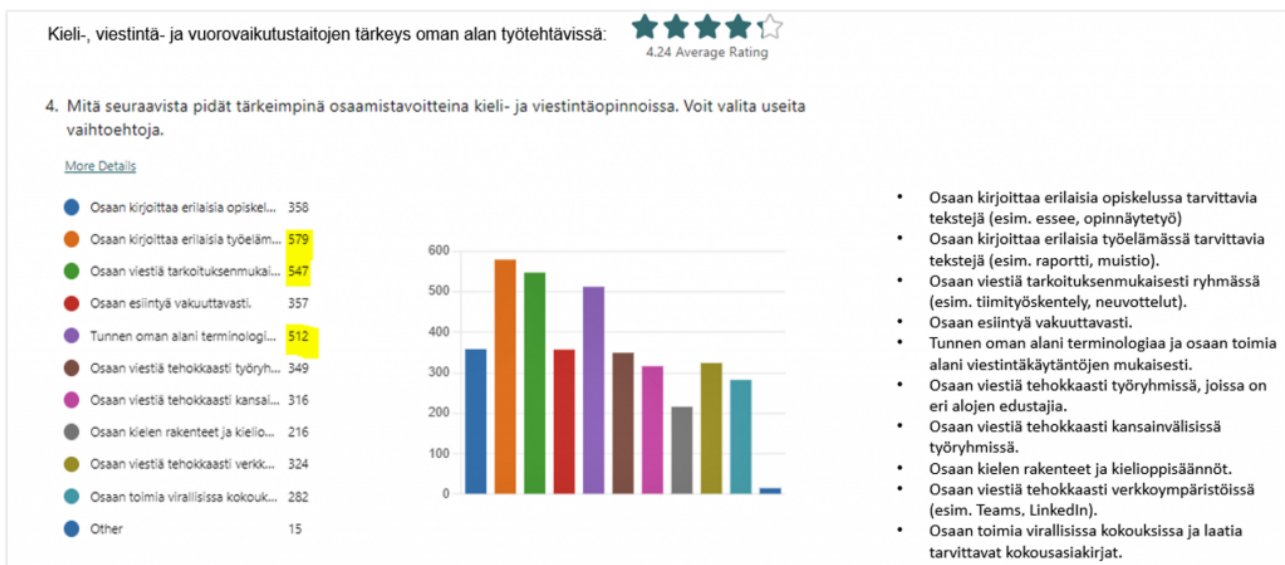 Kieli-, viestintä- ja vuorovaikutustaitojen tärkeys oman alan työtehtävissä:
4.24 Average Rating
4. Mitä seuraavista pidät tärkeimpinä osaamistavoitteina kieli- ja viestintäopinnoissa. Voit valita useita
vaihtoehtoja.
More Details
Osaan kirjoittaa erilaisia opiskel... 358
Osaan kirjoittaa erilaisia työeläm... 579
Osaan viestiä tarkoituksenmukai... 547
Osaan esiintyä vakuuttavasti. 357
Tunnen oman alani terminologi... 512
Osaan viestiä tehokkaasti työryh... 349
Osaan viestiä tehokkaasti kansai... 316
Osaan kielen rakenteet ja kielio... 216
Osaan viestiä tehokkaasti verkk... 324
Osaan toimia virallisissa kokouk... 282
Other 15
600
500
400
300
200
100
0
• Osaan kirjoittaa erilaisia opiskelussa tarvittavia
tekstejä (esim. essee, opinnäytetyö)
• Osaan kirjoittaa erilaisia työelämässä tarvittavia
tekstejä (esim. raportti, muistio).
• Osaan viestiä tarkoituksenmukaisesti ryhmässä
(esim. tiimityöskentely, neuvottelut).
• Osaan esiintyä vakuuttavasti.
• Tunnen oman alani terminologiaa ja osaan toimia
alani viestintäkäytäntöjen mukaisesti.
• Osaan viestiä tehokkaasti työryhmissä, joissa on
eri alojen edustajia.
• Osaan viestiä tehokkaasti kansainvälisissä
työryhmissä.
• Osaan kielen rakenteet ja kielioppisäännöt.
• Osaan viestiä tehokkaasti verkkoympäristöissä
(esim. Teams, LinkedIn).
• Osaan toimia virallisissa kokouksissa ja laatia
tarvittavat kokousasiakirjat.